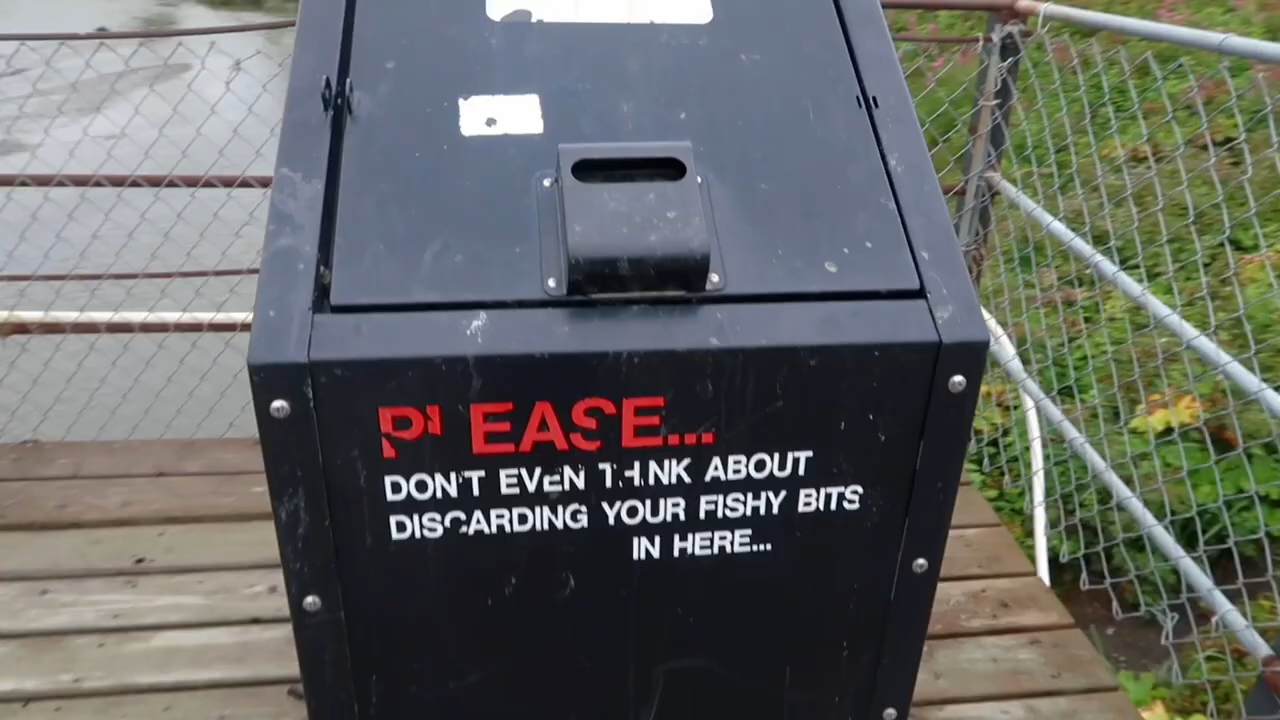 PLEASE...
DON'T EVEN THINK ABOUT
DISCARDING YOUR FISHY BITS
IN HERE...